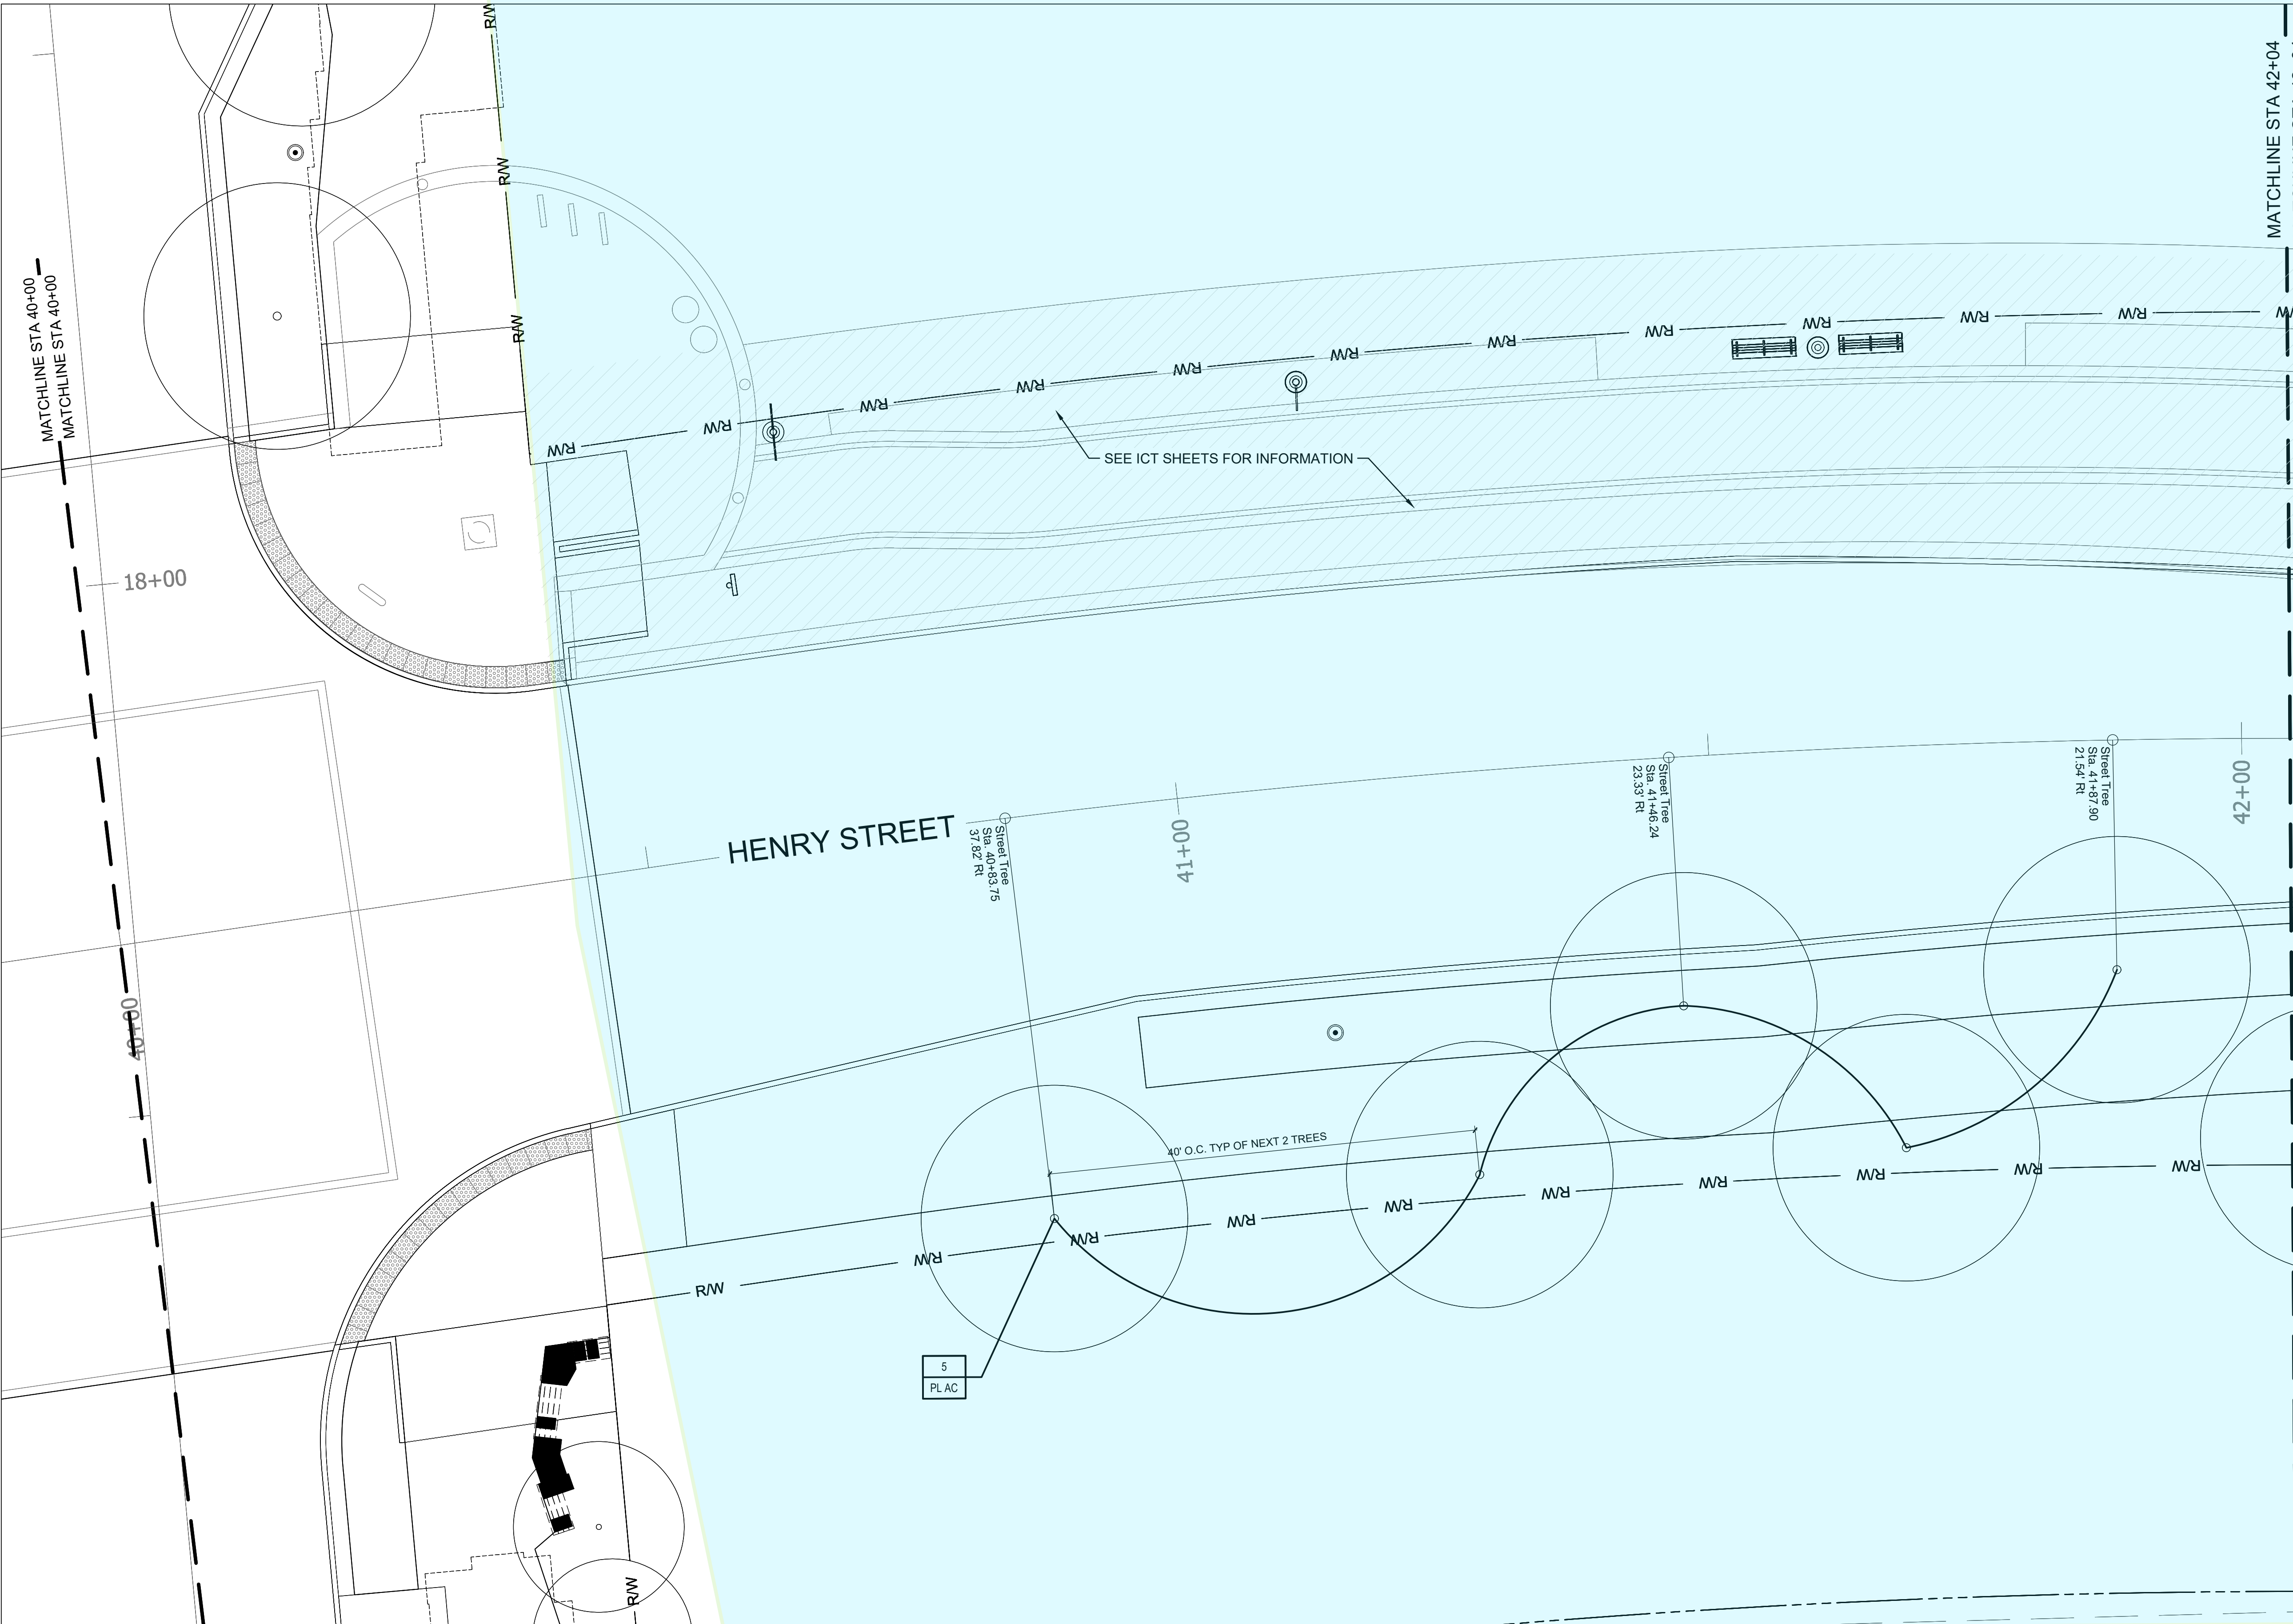 R/W
MATCHLINE STA 42+04
R/W
MATCHLINE STA 40+00
MATCHLINE STA 40+00
R/W
R/W
R/W
R/W
R/W
R/W
R/W
R/W
R/W
R/W
R/W
R/W
R/W
R/W
SEE ICT SHEETS FOR INFORMATION
18+00
Street Tree
Sta. 41+87.90
21.54' Rt
42+00
Street Tree
Sta. 41+46.24
23.33' Rt
HENRY STREET
Street Tree
Sta. 40+83.75
37.82' Rt
41+00
40+00
40' O.C. TYP OF NEXT 2 TREES
R/W
R/W
R/W
R/W
R/W
R/W
R/W
R/W
R/W
R/W
5
PL AC
R/W